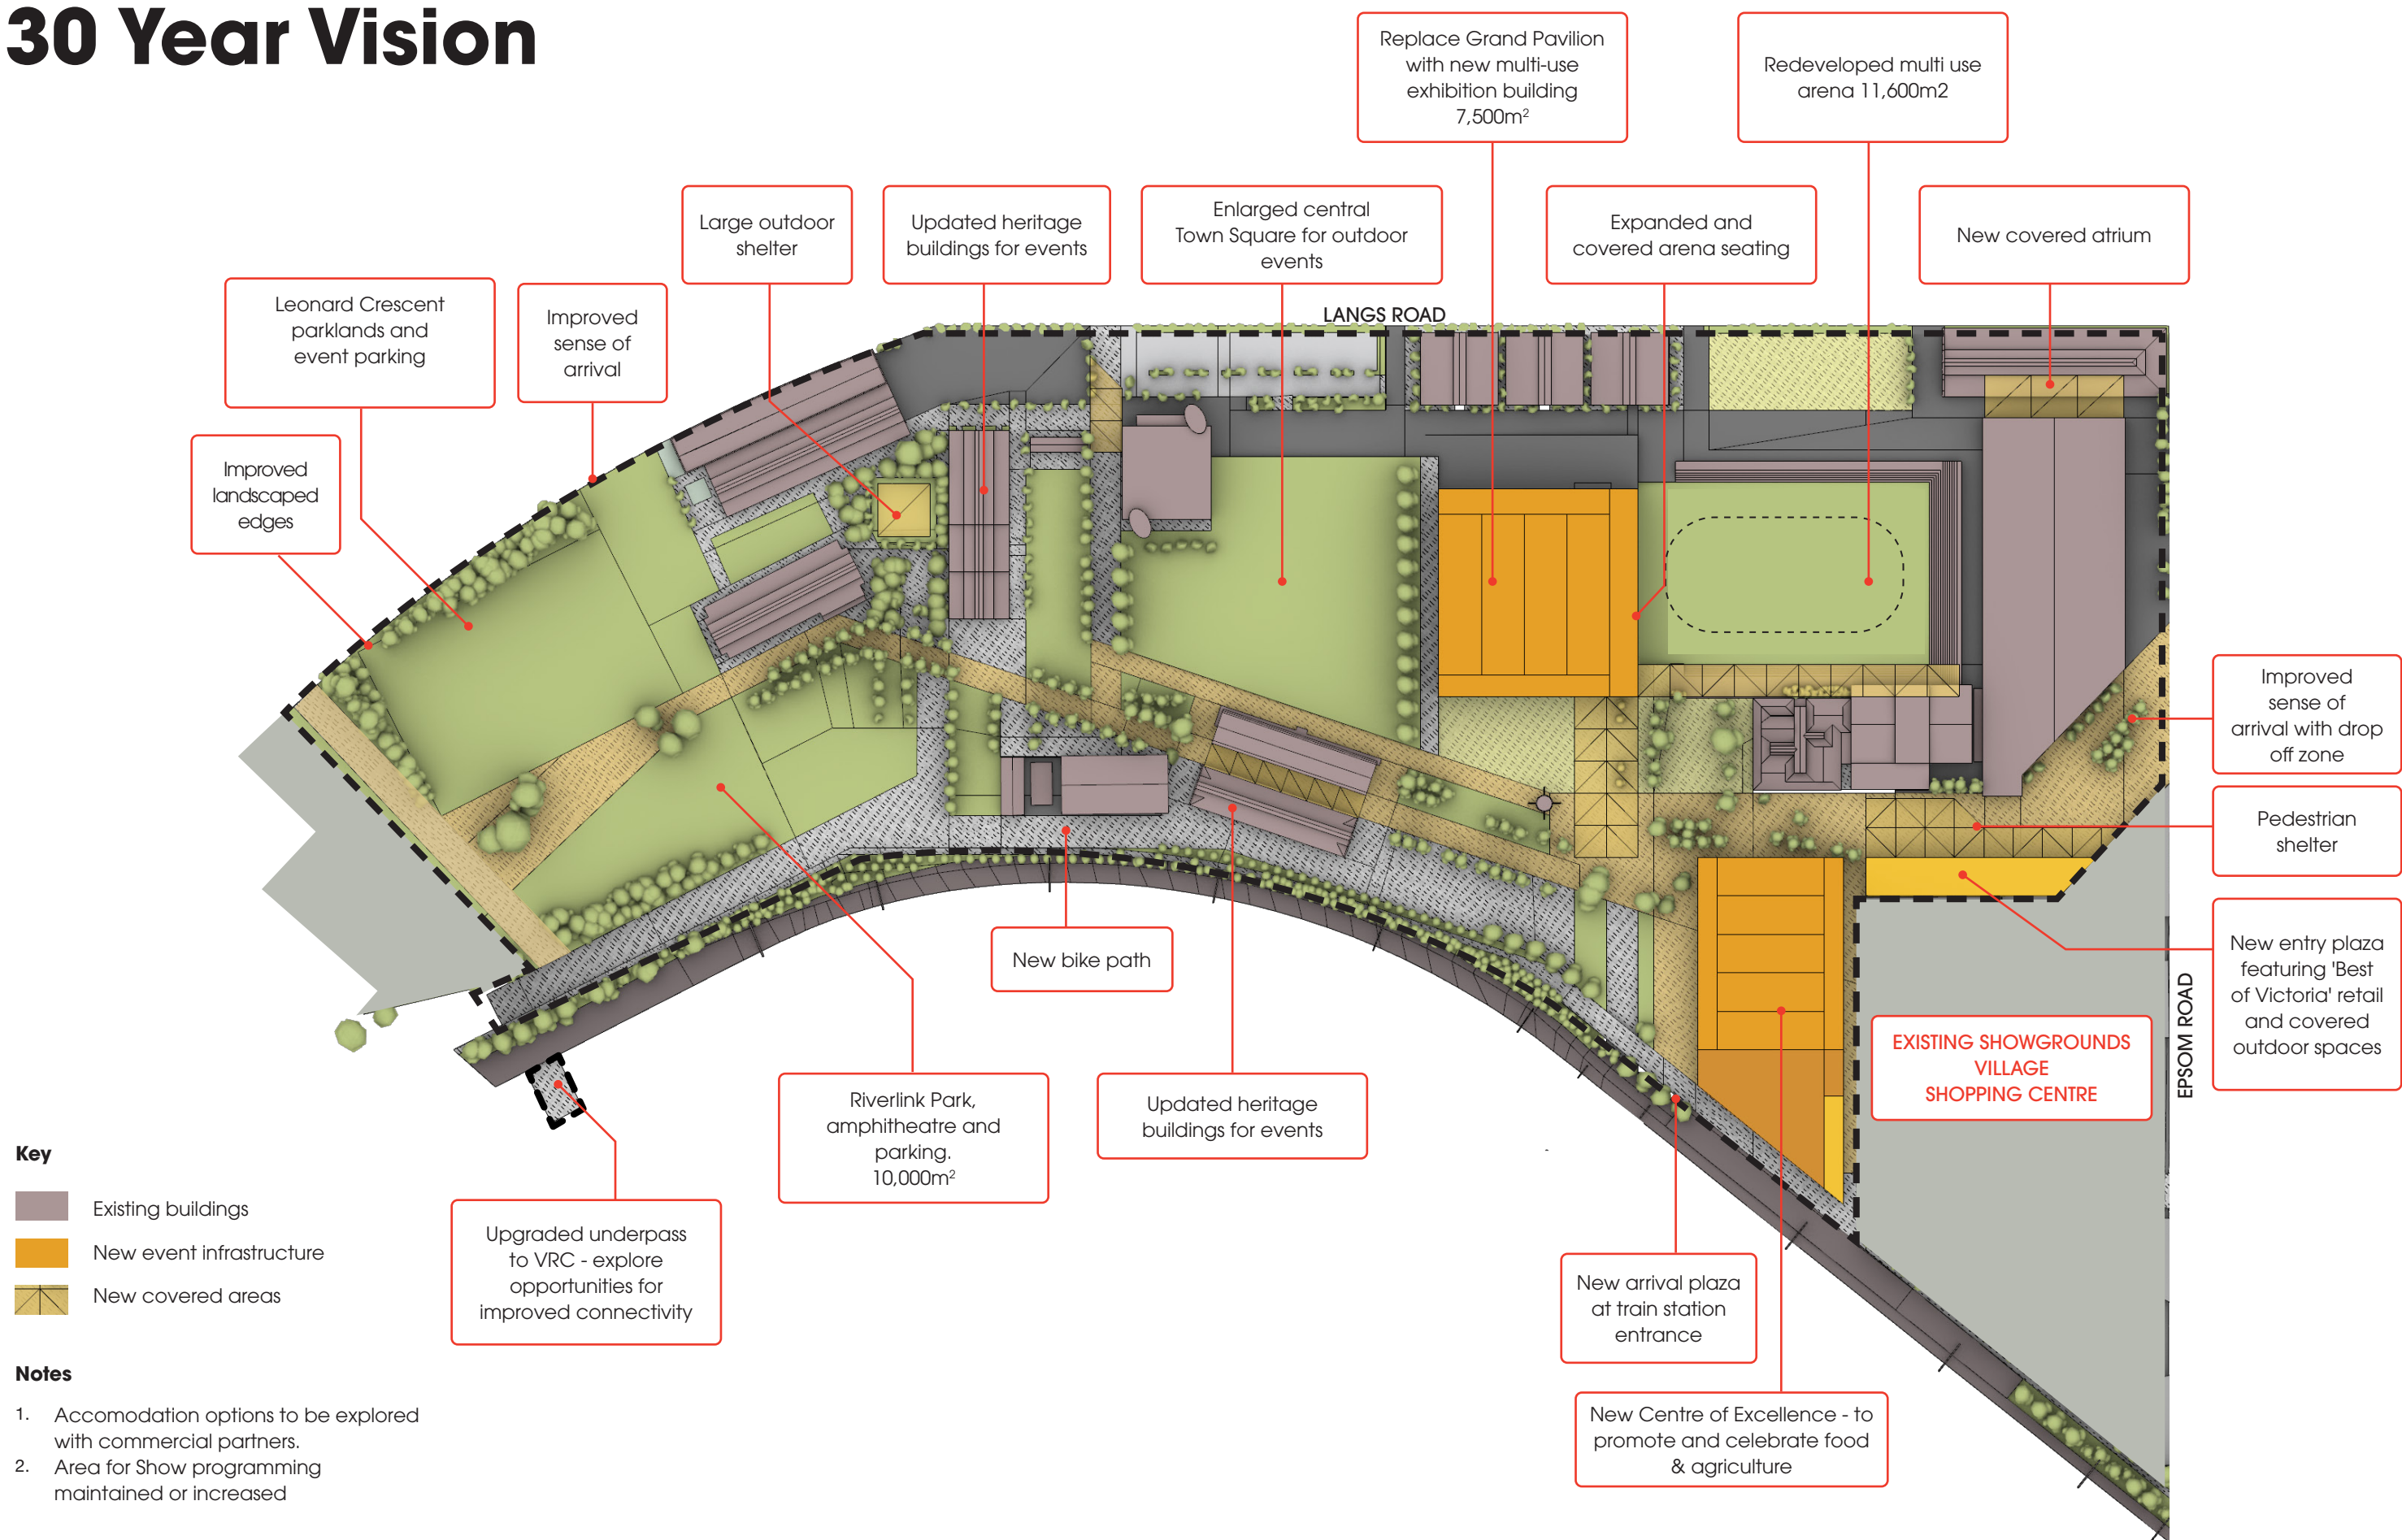 30 Year Vision
Replace Grand Pavilion
with new multi-use
exhibition building
7,500m²
Redeveloped multi use
arena 11,600m2
Large outdoor
shelter
Updated heritage
buildings for events
Enlarged central
Town Square for outdoor
events
Expanded and
covered arena seating
New covered atrium
Leonard Crescent
parklands and
event parking
Improved
sense of
arrival
LANGS ROAD
Improved
landscaped
edges
Improved
sense of
arrival with drop
off zone
Pedestrian
shelter
New entry plaza
featuring 'Best
of Victoria' retail
and covered
outdoor spaces
EPSOM ROAD
New bike path
EXISTING SHOWGROUNDS
VILLAGE
SHOPPING CENTRE
Riverlink Park,
amphitheatre and
parking.
10,000m²
Updated heritage
buildings for events
Upgraded underpass
to VRC - explore
opportunities for
improved connectivity
New arrival plaza
at train station
entrance
New Centre of Excellence - to
promote and celebrate food
& agriculture
Key
Existing buildings
New event infrastructure
New covered areas
Notes
1. Accomodation options to be explored
with commercial partners.
2. Area for Show programming
maintained or increased